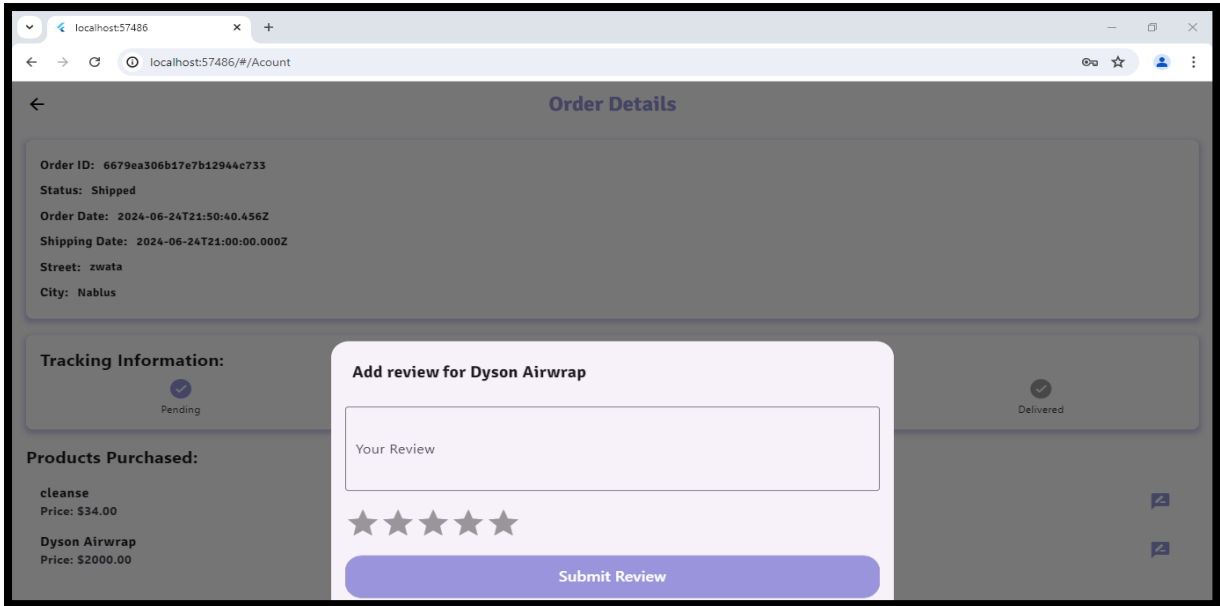 localhost:57486
localhost:57486/#/Acount
Order Details
Order ID: 6679ea306b17e7b12944c733
Status: Shipped
Order Date: 2024-06-24T21:50:40.456Z
Shipping Date: 2024-06-24T21:00:00.000Z
Street: zwata
City: Nablus
Tracking Information:
Pending
Delivered
Add review for Dyson Airwrap
Your Review
Submit Review
Products Purchased:
cleanse
Price: $34.00
Dyson Airwrap
Price: $2000.00